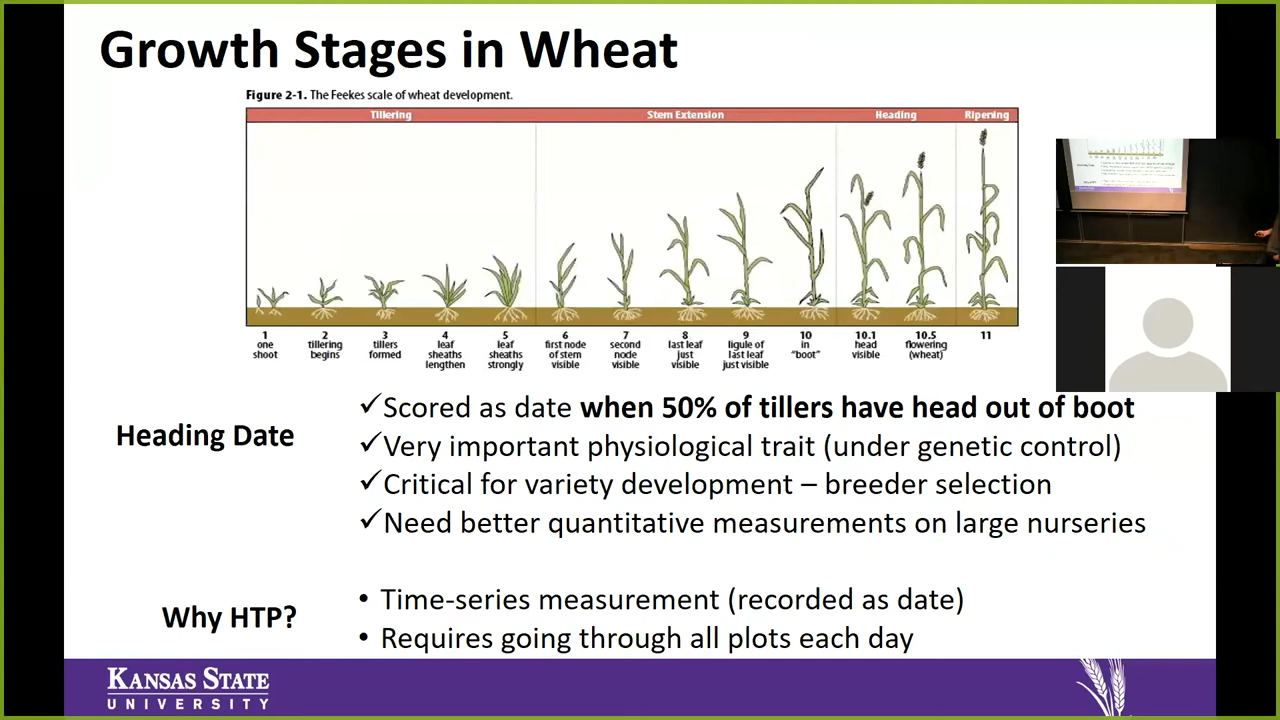 Growth Stages in Wheat
Figure 2-1. The Feekes scale of wheat development.
Tillering
Stem Extension
Heading
Ripening
1
one
shoot
2
tillering
begins
3
tillers
formed
4
leaf
sheaths
lengthen
5
leaf
sheaths
strongly
6
first node
of stem
visible
7
second
node
visible
8
last leaf
just
visible
9
ligule of
last leaf
just visible
10
in
"boot"
10.1
head
visible
10.5
flowering
(wheat)
11
Heading Date
✓Scored as date when 50% of tillers have head out of boot
✓Very important physiological trait (under genetic control)
✓Critical for variety development – breeder selection
✓Need better quantitative measurements on large nurseries
Why HTP?
• Time-series measurement (recorded as date)
• Requires going through all plots each day
KANSAS STATE
UNIVERSITY